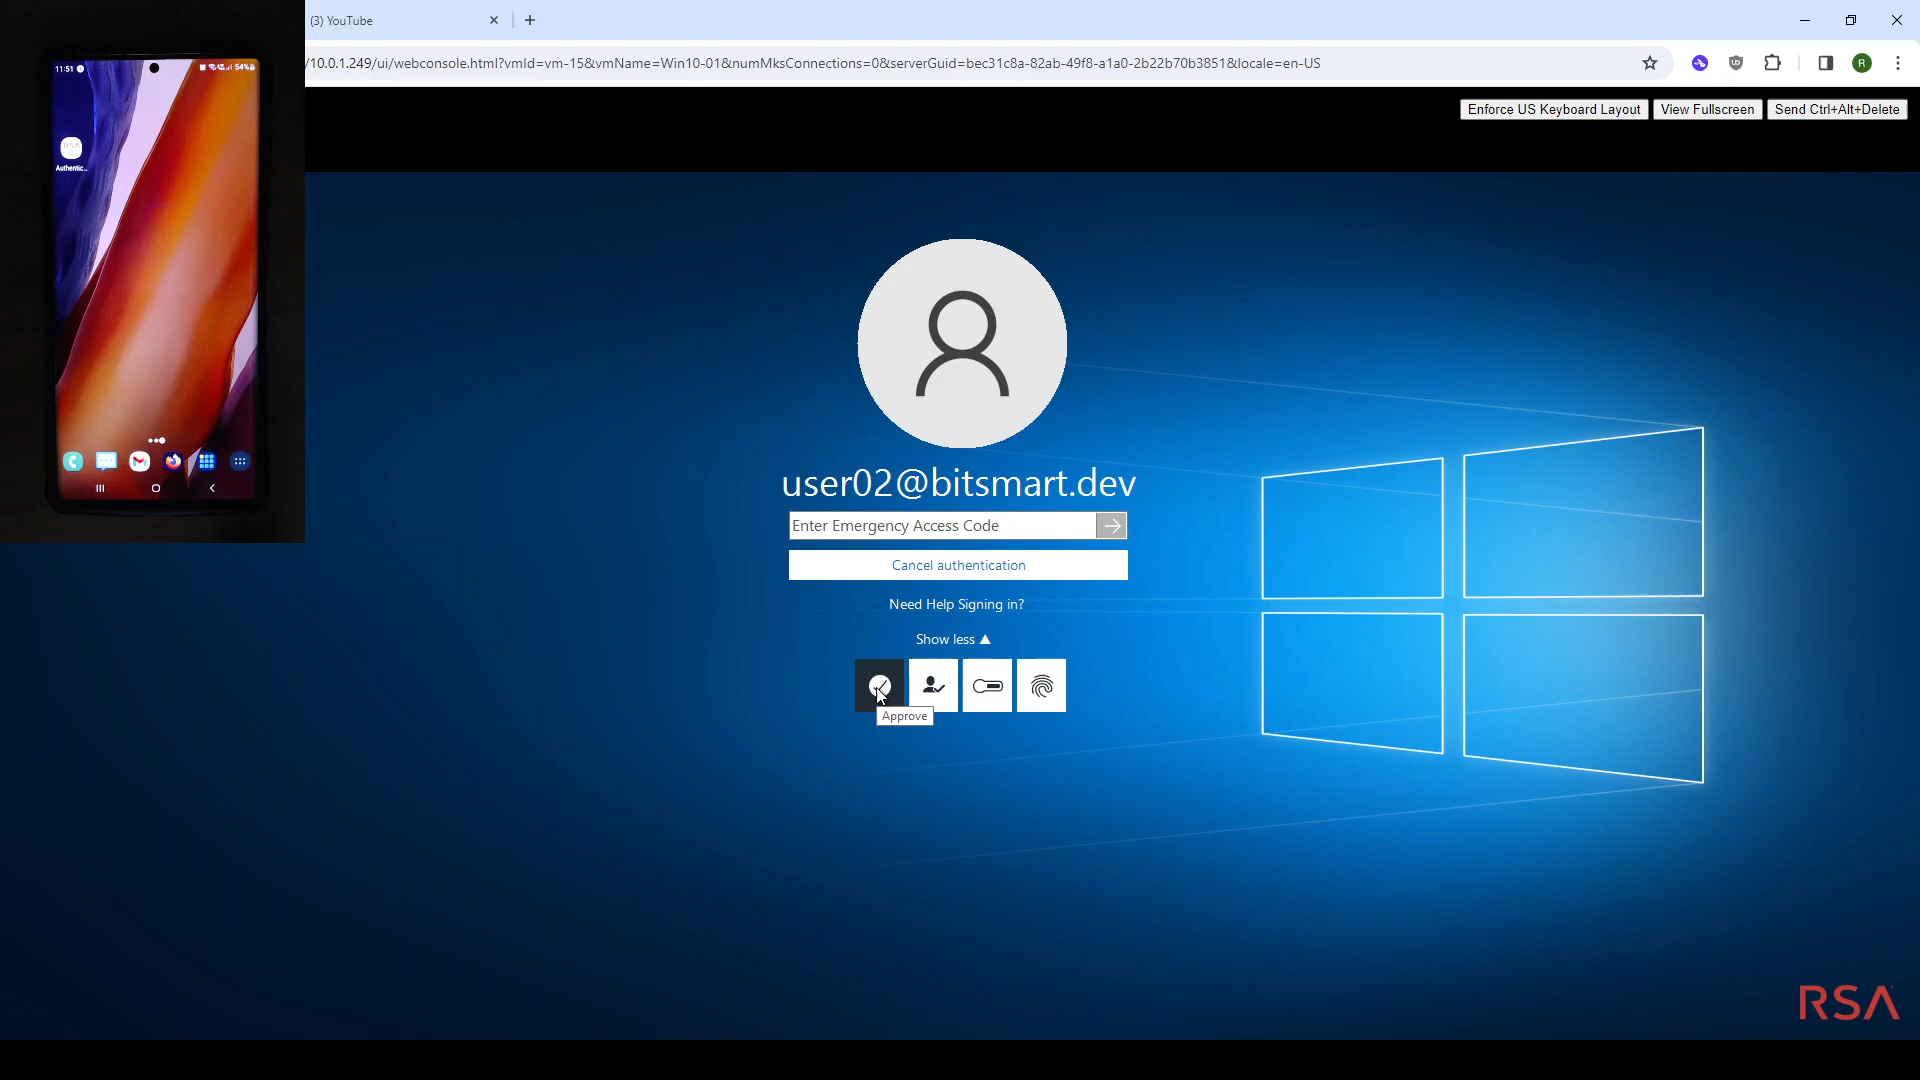 (3) YouTube
/10.0.1.249/ui/webconsole.html?vmId=vm-15&vmName=Win10-01&numMksConnections=0&serverGuid=bec31c8a-82ab-49f8-a1a0-2b22b70b3851&locale=en-US
R
Enforce US Keyboard Layout
View Fullscreen
Send Ctrl+Alt+Delete
11:51
54%
RSA
Authentic...
user02@bitsmart.dev
Enter Emergency Access Code
Cancel authentication
Need Help Signing in?
Show less
Approve
RSA